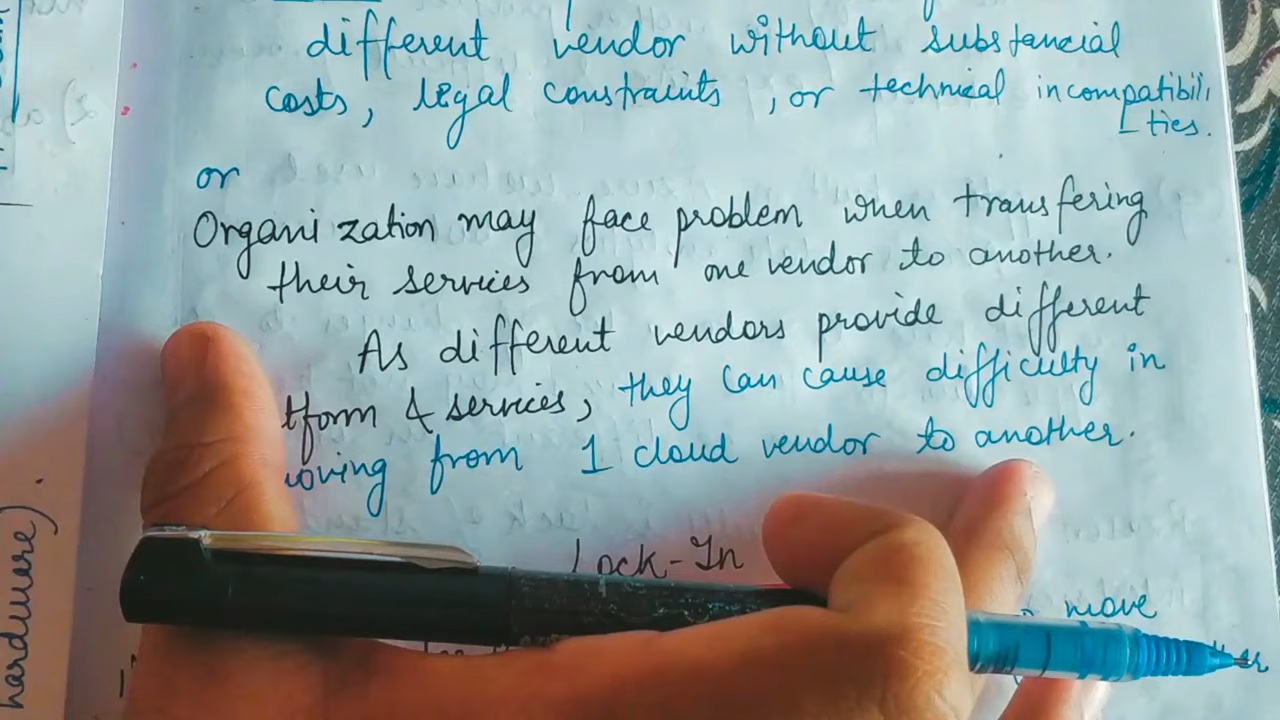 different vendor without substancial
costs, legal constraints, or technical incompatibili
ties.
or
Organization may face problem when transfering
their services from one vendor to another.
As different vendors provide different
tform & services, they can cause difficulty in
oving from 1 cloud vendor to another.
Lock-In
move
hardware).